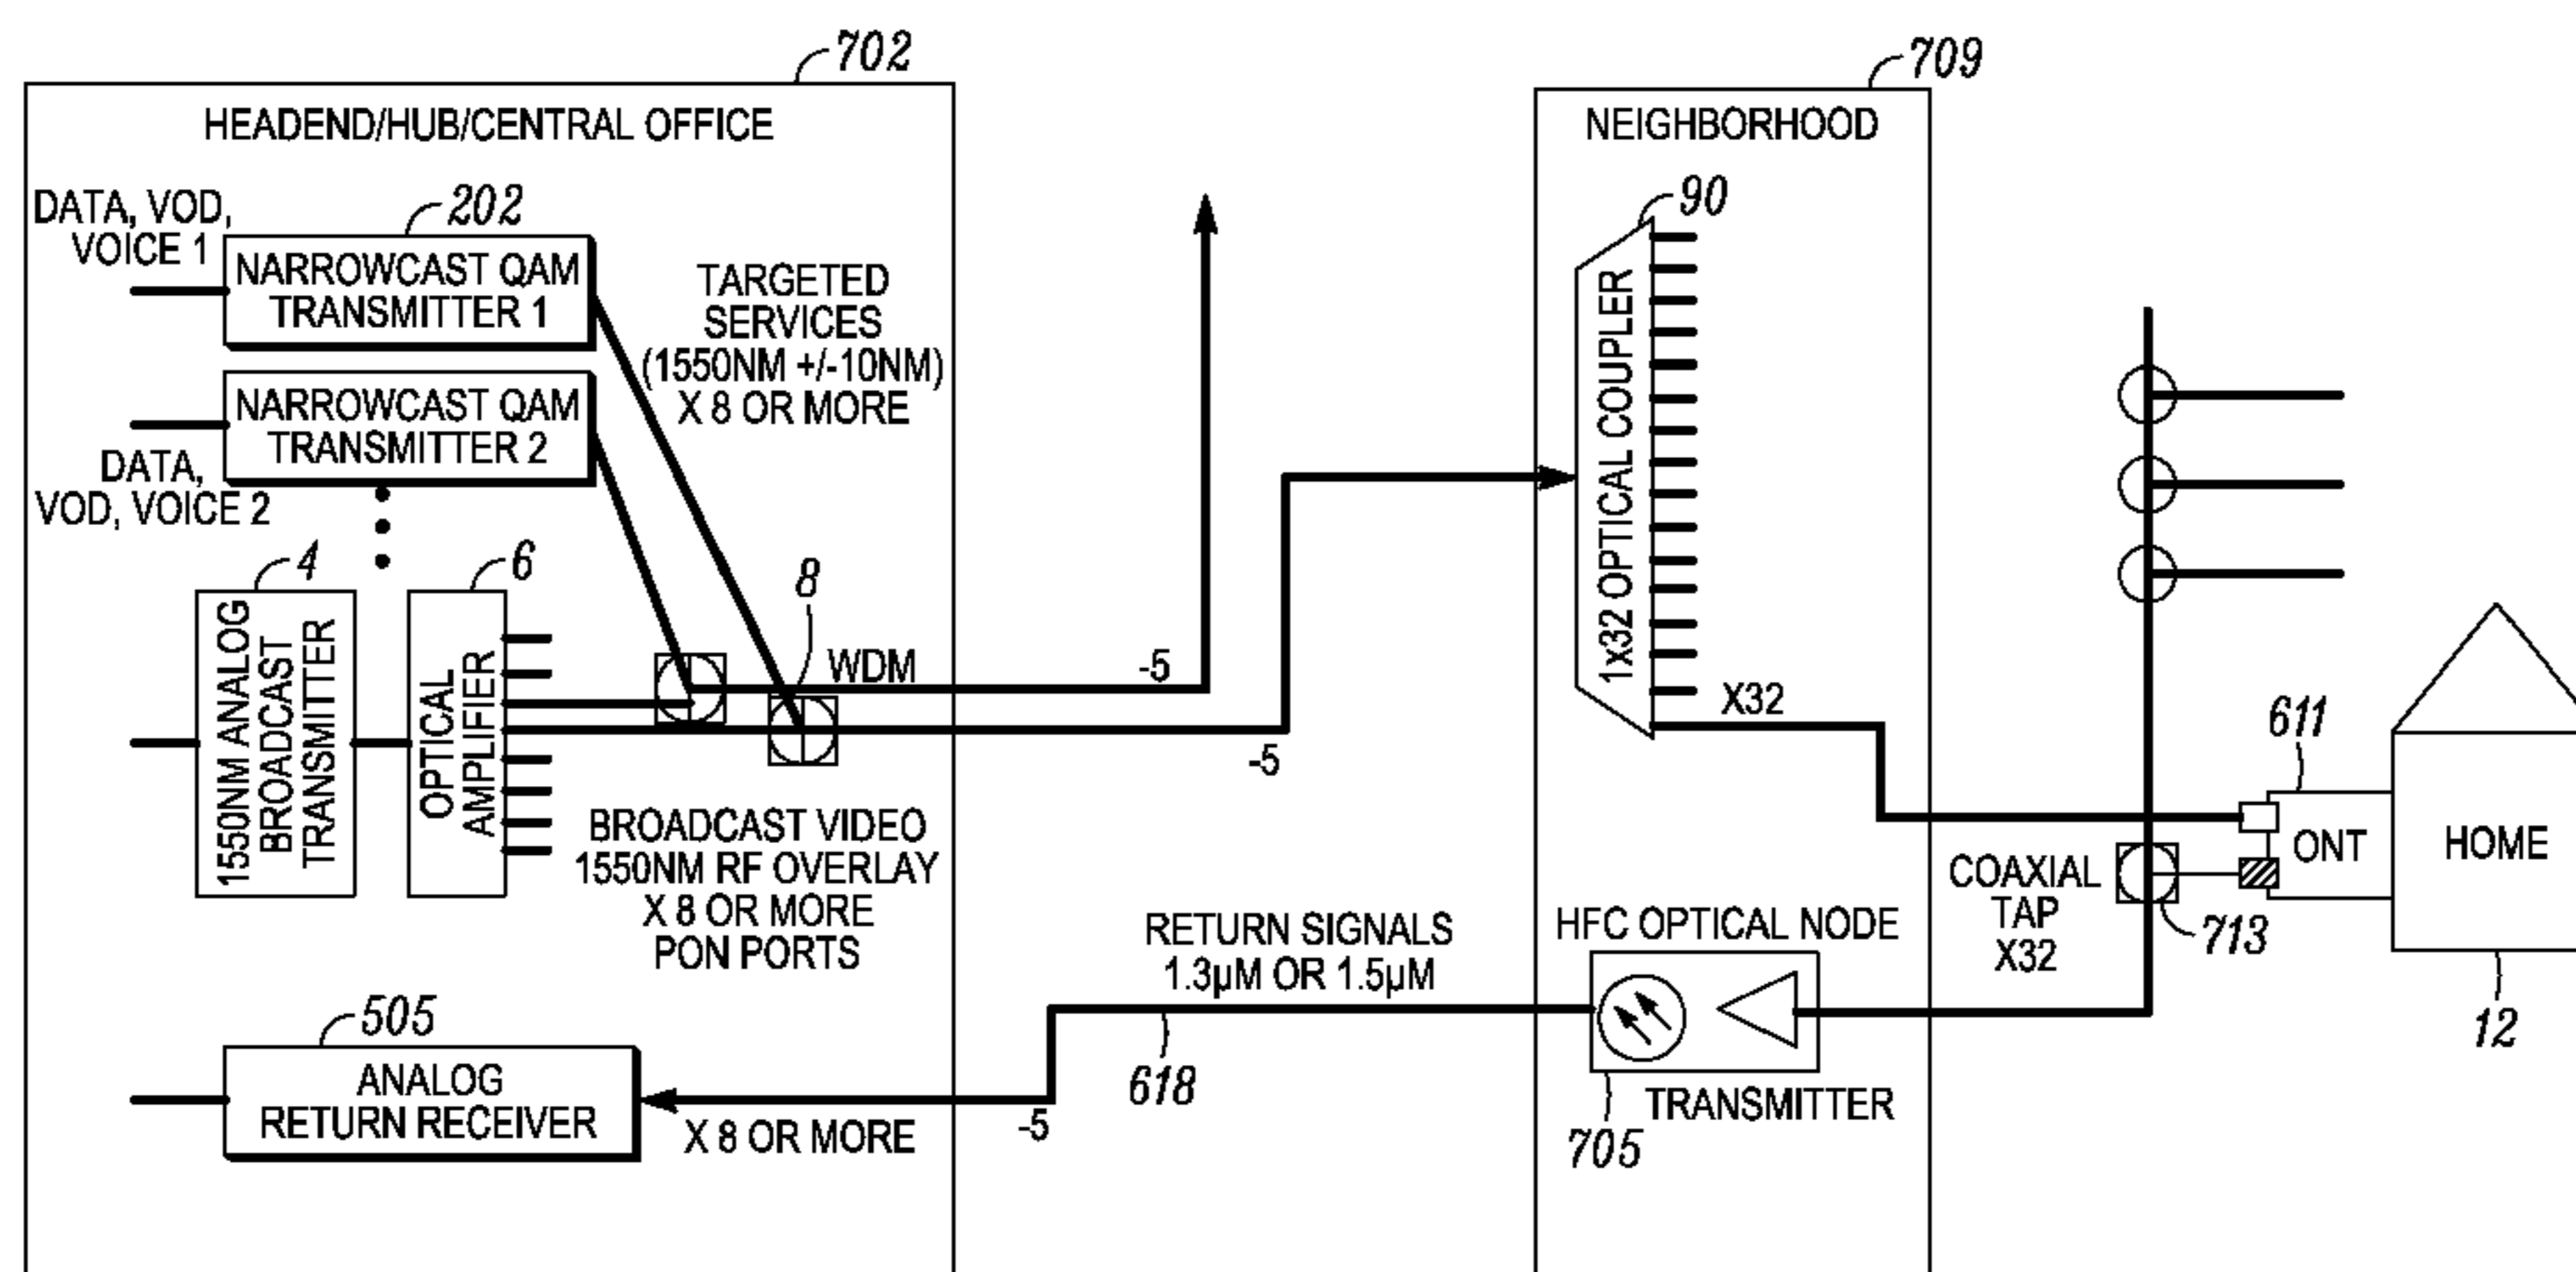 702
HEADEND/HUB/CENTRAL OFFICE
DATA, VOD,
VOICE 1
202
NARROWCAST QAM
TRANSMITTER 1
TARGETED
SERVICES
(1550NM +/-10NM)
X 8 OR MORE
NARROWCAST QAM
TRANSMITTER 2
DATA,
VOD, VOICE 2
4
1550NM ANALOG
BROADCAST
TRANSMITTER
6
OPTICAL
AMPLIFIER
8
WDM
-5
-5
BROADCAST VIDEO
1550NM RF OVERLAY
X 8 OR MORE
PON PORTS
505
ANALOG
RETURN RECEIVER
X 8 OR MORE
-5
RETURN SIGNALS
1.3µM OR 1.5µM
618
709
NEIGHBORHOOD
90
1x32 OPTICAL COUPLER
X32
HFC OPTICAL NODE
705
TRANSMITTER
COAXIAL
TAP
X32
713
611
ONT
HOME
12